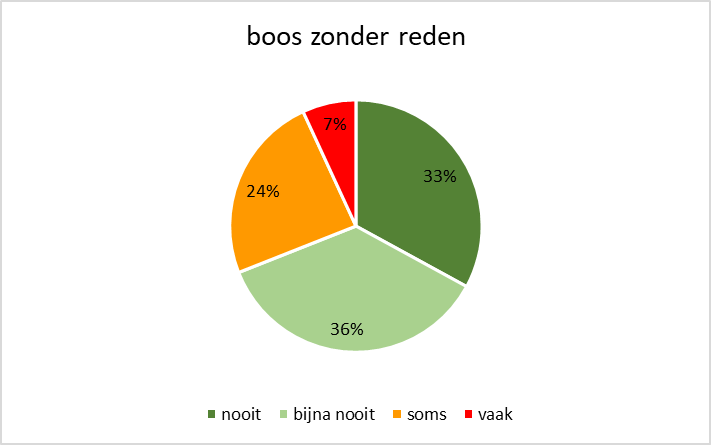 boos zonder reden
7%
33%
24%
36%
nooit bijna nooit soms vaak